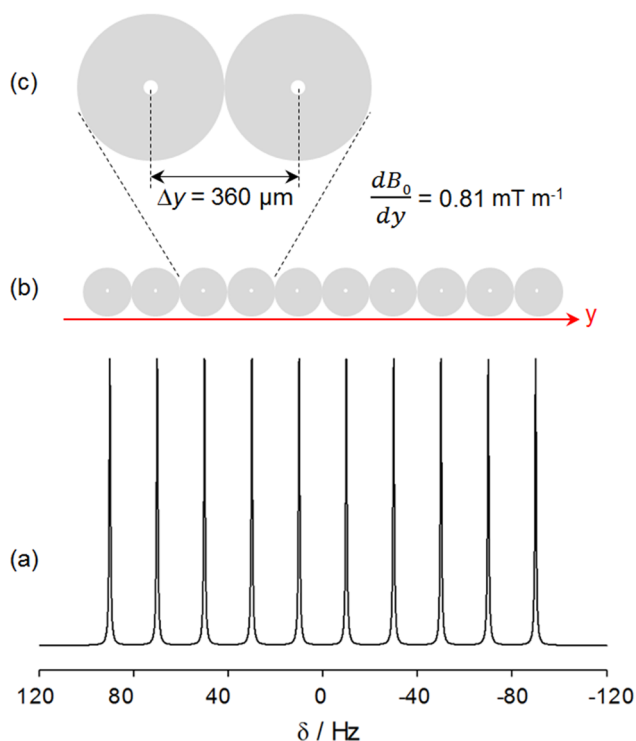 (c)
Δy = 360 µm
dB₀/dy = 0.81 mT m⁻¹
(b)
y
(a)
120 80 40 0 -40 -80 -120
δ / Hz